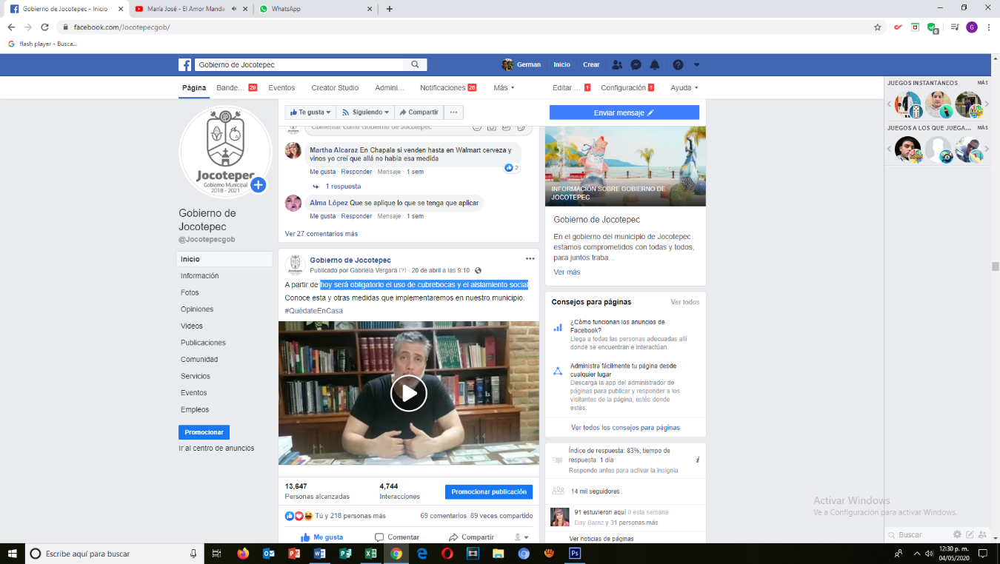 Gobierno de Jocotepec - Inicio
María José - El Amor Manda
WhatsApp
facebook.com/Jocotepecgob/
0
G
flash player - Busca...
Gobierno de Jocotepec
German
Inicio
Crear
Página
Bande... 20
Eventos
Creator Studio
Admini...
Notificaciones 26
Más
Editar ... 1
Configuración 1
Ayuda
Te gusta
Siguiendo
Compartir
Enviar mensaje
Jocotepec
Gobierno Municipal
2018 - 2021
Gobierno de
Jocotepec
@Jocotepecgob
Inicio
Información
Fotos
Opiniones
Videos
Publicaciones
Comunidad
Servicios
Eventos
Empleos
Promocionar
Ir al centro de anuncios
Comentar como Gobierno de Jocotepec
Martha Alcaraz En Chapala si venden hasta en Walmart cerveza y
vinos yo creí que allá no había esa medida
Me gusta · Responder · Mensaje · 1 sem
2
1 respuesta
Alma López Que se aplique lo que se tenga que aplicar
Me gusta · Responder · Mensaje · 1 sem
Ver 27 comentarios más
Gobierno de Jocotepec
Publicado por Gabriela Vergara [?] · 20 de abril a las 9:10 ·
A partir de hoy será obligatorio el uso de cubrebocas y el aislamiento social.
Conoce esta y otras medidas que implementaremos en nuestro municipio.
#QuédateEnCasa
13,647
Personas alcanzadas
4,744
Interacciones
Promocionar publicación
Tú y 218 personas más
69 comentarios 89 veces compartido
Me gusta
Comentar
Compartir
INFORMACIÓN SOBRE GOBIERNO DE
JOCOTEPEC
Gobierno de Jocotepec
En el gobierno del municipio de Jocotepec
estamos comprometidos con todas y todos,
para juntos traba...
Ver más
Consejos para páginas
Ver todos
¿Cómo funcionan los anuncios de
Facebook?
Llega a todas las personas adecuadas allí
donde se encuentran e interactúan.
Administra fácilmente tu página desde
cualquier lugar
Descarga la app del administrador de
páginas para publicar y responder a los
visitantes de la página, estés donde
estés.
Ver todos los consejos para páginas
Índice de respuesta: 83%; tiempo de
respuesta: 1 día
Responde antes para activar la insignia
14 mil seguidores
91 estuvieron aquí 0 esta semana
Day Barez y 31 personas más
Ver noticias de páginas
JUEGOS INSTANTÁNEOS
MÁS
JUEGOS A LOS QUE JUEGA...
MÁS
Activar Windows
Ve a Configuración para activar Windows.
Buscar
Escribe aquí para buscar
12:30 p. m.
04/05/2020